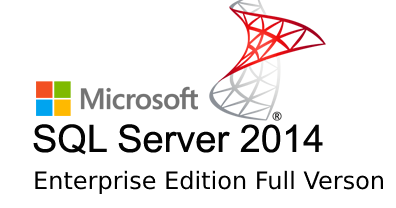 Microsoft
®
SQL Server 2014
Enterprise Edition Full Verson